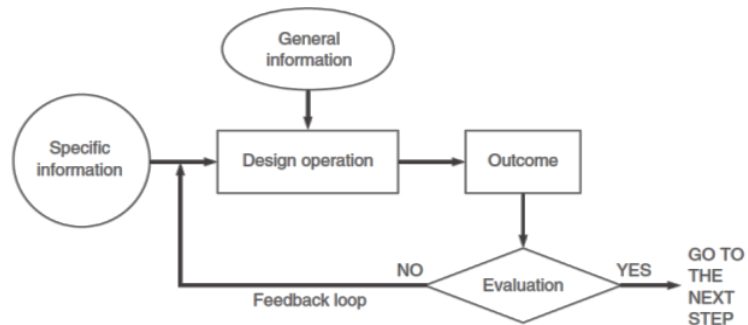 General
information
Specific
information
Design operation
Outcome
NO
Evaluation
YES
GO TO
THE
NEXT
STEP
Feedback loop